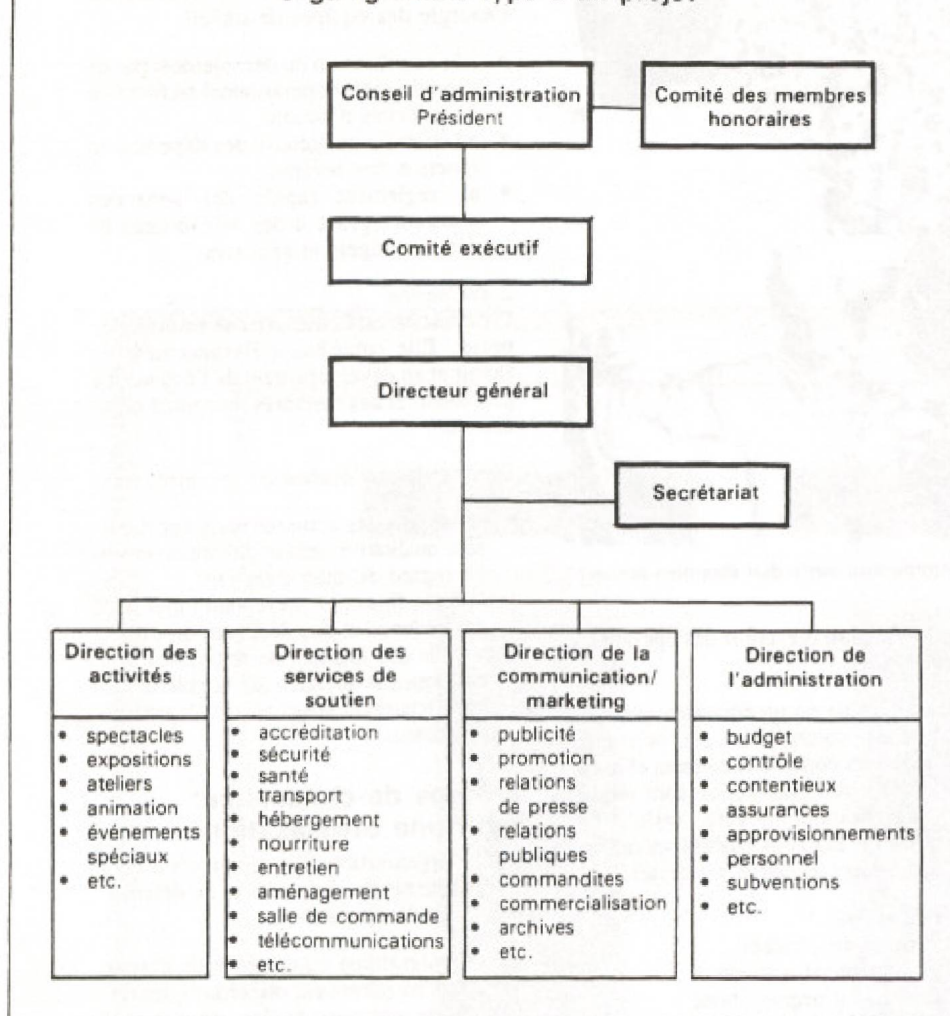 Conseil d'administration
Président
Comité des membres
honoraires
Comité exécutif
Directeur général
Secrétariat
Direction des
activités
• spectacles
• expositions
• ateliers
• animation
• événements
spéciaux
• etc.
Direction des
services de
soutien
• accréditation
• sécurité
• santé
• transport
• hébergement
• nourriture
• entretien
• aménagement
• salle de commande
• télécommunications
• etc.
Direction de la
communication/
marketing
• publicité
• promotion
• relations
de presse
• relations
publiques
• commandites
• commercialisation
• archives
• etc.
Direction de
l'administration
• budget
• contrôle
• contentieux
• assurances
• approvisionnements
• personnel
• subventions
• etc.